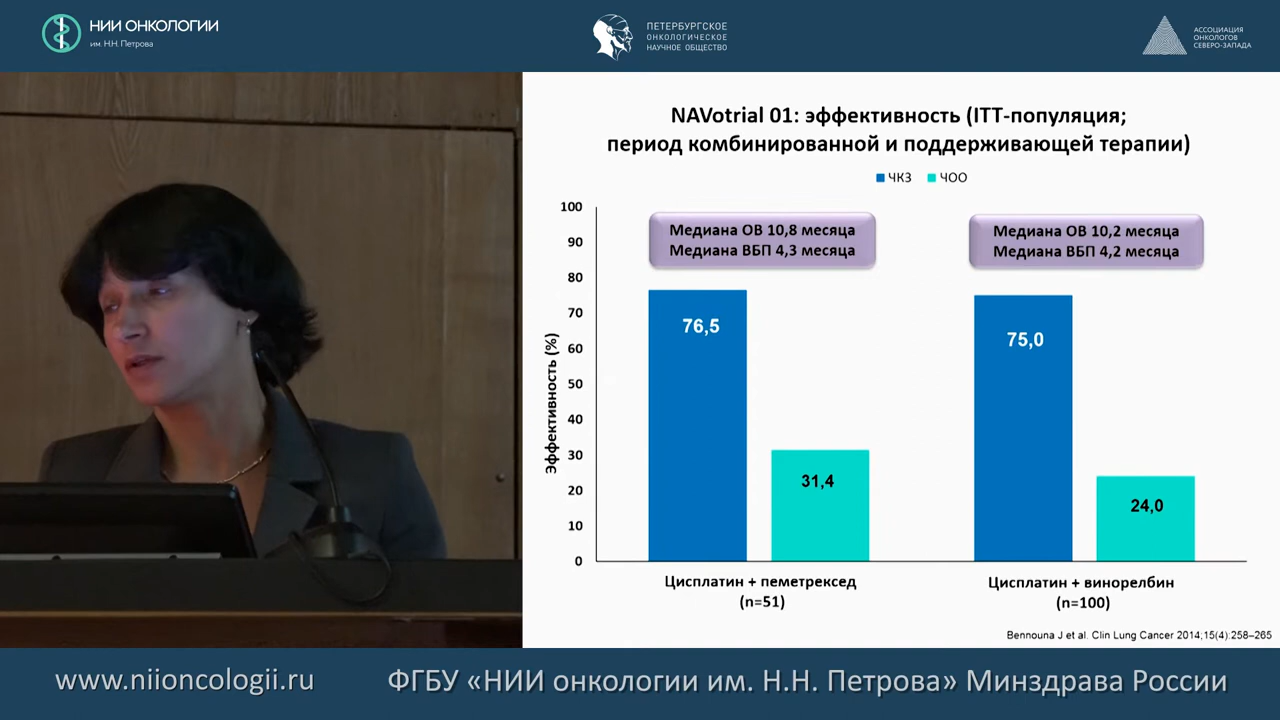 НИИ ОНКОЛОГИИ
им. Н.Н. Петрова
ПЕТЕРБУРГСКОЕ
ОНКОЛОГИЧЕСКОЕ
НАУЧНОЕ ОБЩЕСТВО
АССОЦИАЦИЯ
ОНКОЛОГОВ
СЕВЕРО-ЗАПАДА
NAVotrial 01: эффективность (ITT-популяция;
период комбинированной и поддерживающей терапии)
ЧКЗ ЧОО
Эффективность (%)
100
90
80
70
60
50
40
30
20
10
0
Медиана ОВ 10,8 месяца
Медиана ВБП 4,3 месяца
Медиана ОВ 10,2 месяца
Медиана ВБП 4,2 месяца
76,5
31,4
75,0
24,0
Цисплатин + пеметрексед
(n=51)
Цисплатин + винорелбин
(n=100)
Bennouna J et al. Clin Lung Cancer 2014;15(4):258–265
www.niioncologii.ru
ФГБУ «НИИ онкологии им. Н.Н. Петрова» Минздрава России